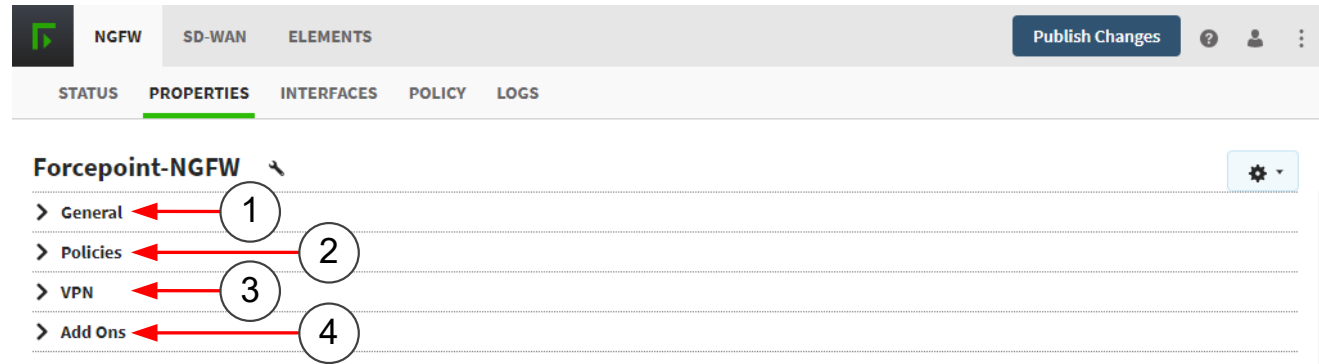 NGFW SD-WAN ELEMENTS Publish Changes ?
STATUS PROPERTIES INTERFACES POLICY LOGS
Forcepoint-NGFW
General 1
Policies 2
VPN 3
Add Ons 4